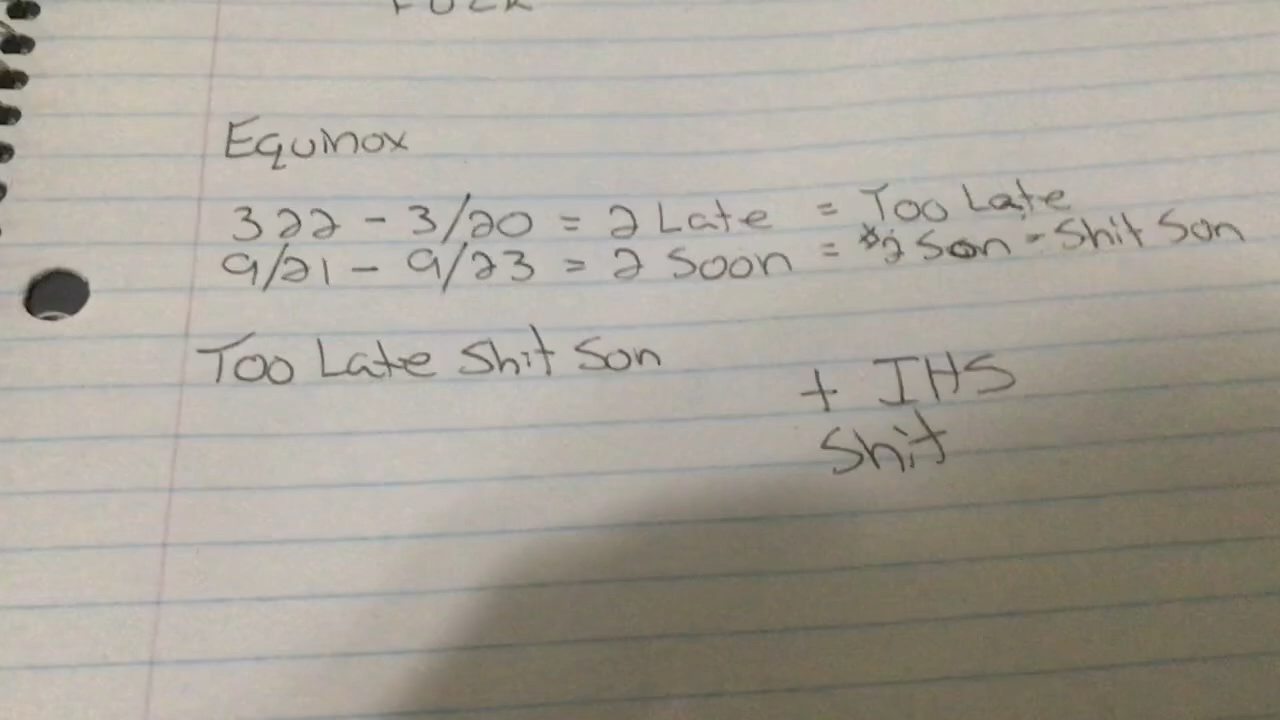 Equinox
322 - 3/20 = 2 Late = Too Late
9/21 - 9/23 = 2 Soon = #2 Son - Shit Son
Too Late Shit Son
+ IHS
Shit